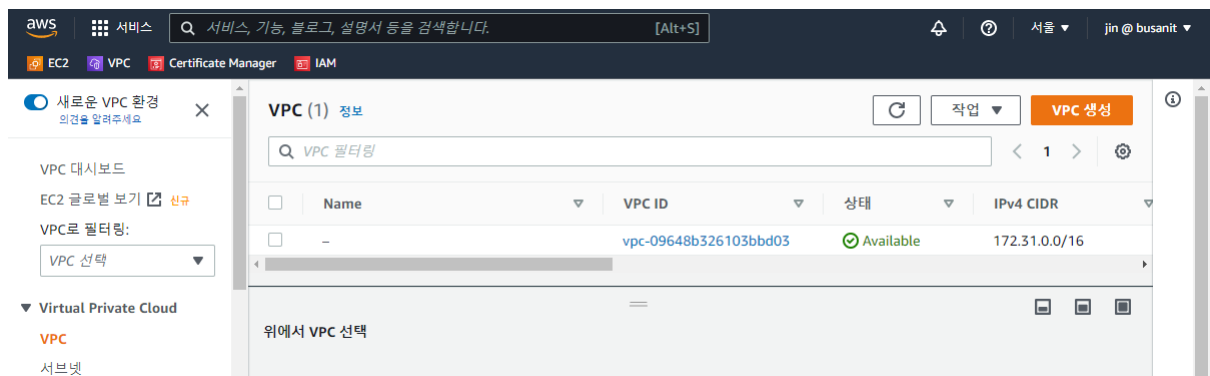 aws 서비스 서비스, 기능, 블로그, 설명서 등을 검색합니다. [Alt+S] 서울 ▼ jin @ busanit ▼
EC2 VPC Certificate Manager IAM
새로운 VPC 환경
의견을 알려주세요
VPC 대시보드
EC2 글로벌 보기 신규
VPC로 필터링:
VPC 선택
Virtual Private Cloud
VPC
서브넷
VPC (1) 정보
작업 ▼ VPC 생성
VPC 필터링
1
Name VPC ID 상태 IPv4 CIDR
– vpc-09648b326103bbd03 Available 172.31.0.0/16
위에서 VPC 선택